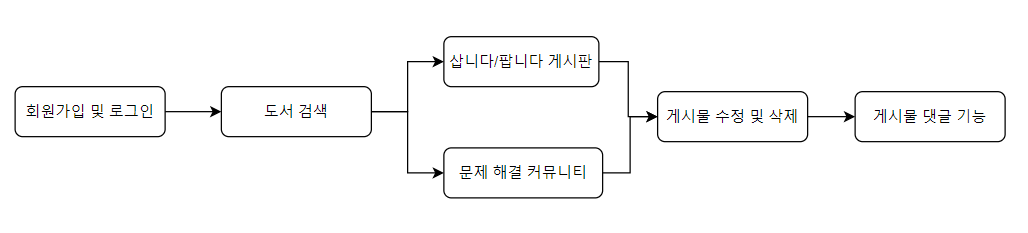 회원가입 및 로그인
도서 검색
삽니다/팝니다 게시판
문제 해결 커뮤니티
게시물 수정 및 삭제
게시물 댓글 기능